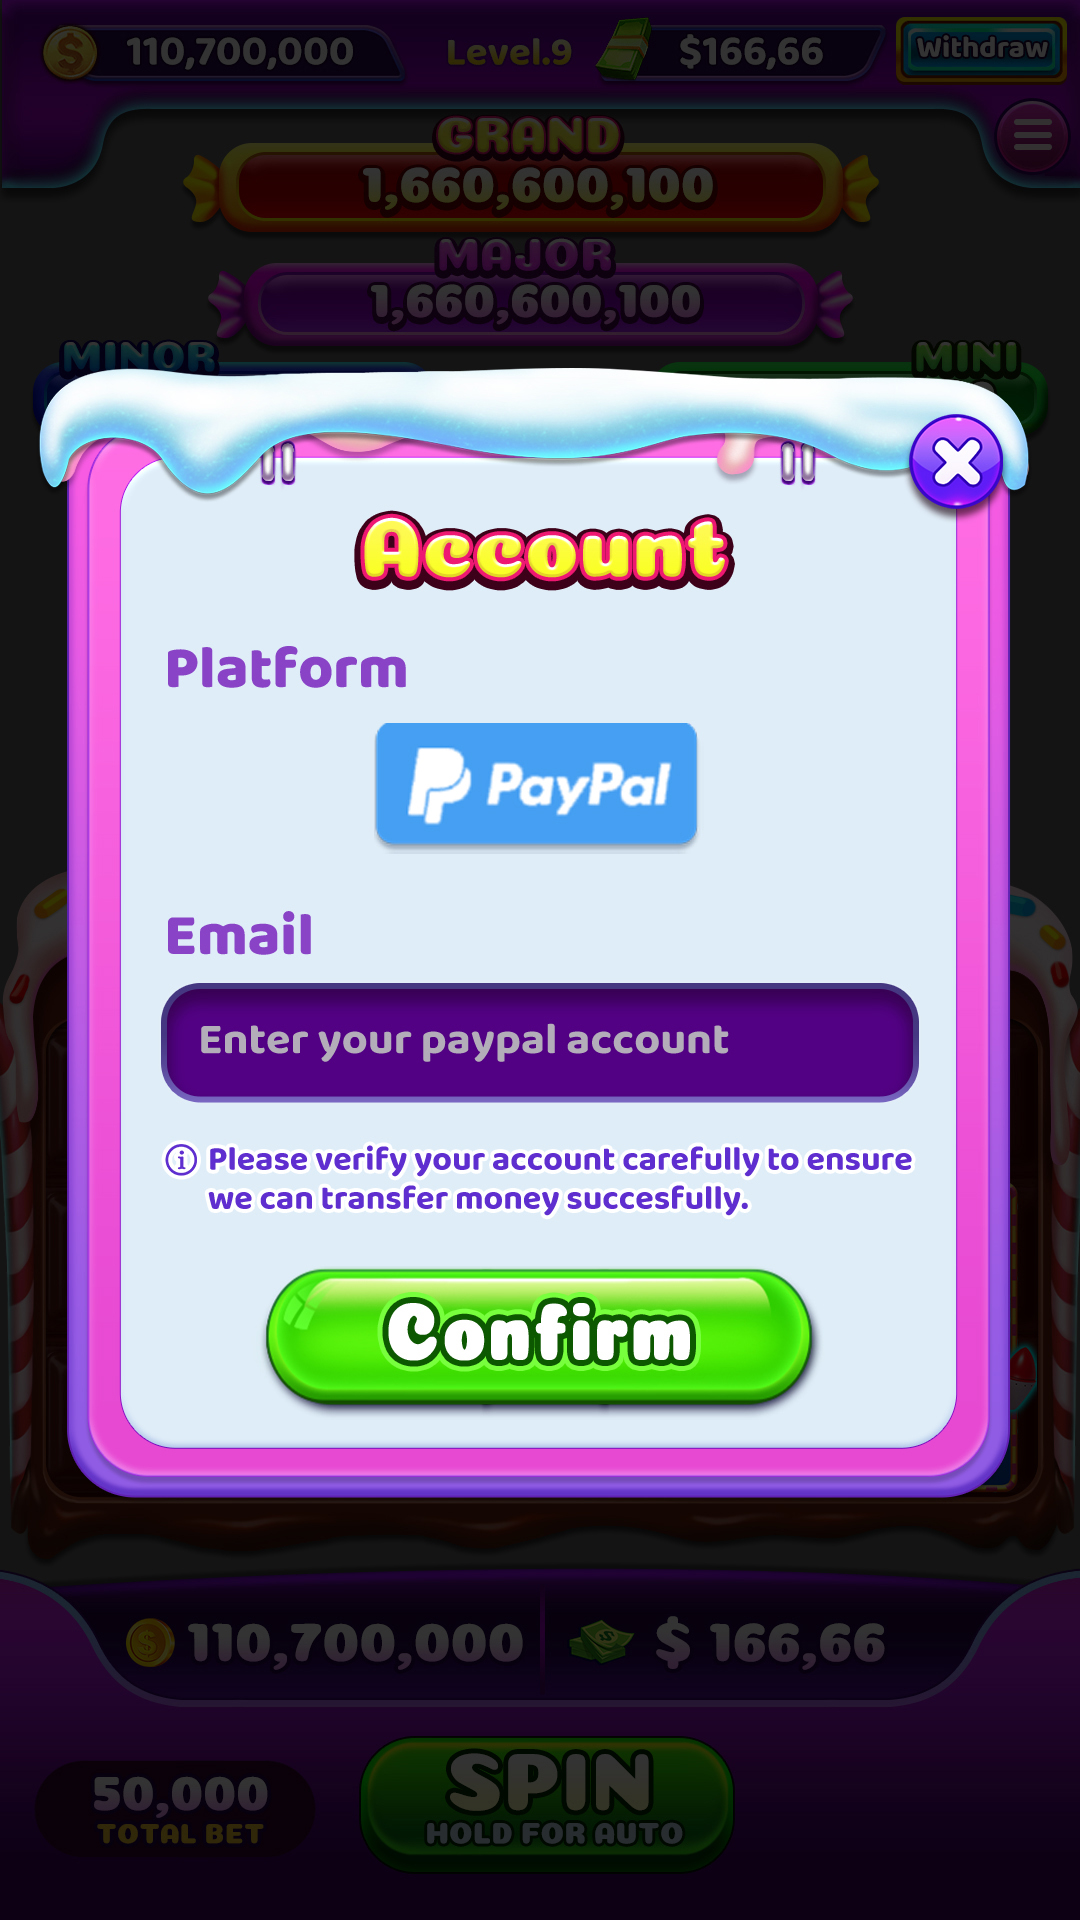 110,700,000 Level.9 $166,66 Withdraw
GRAND
1,660,600,100
MAJOR
1,660,600,100
MINOR MINI
Account
Platform
PayPal
Email
Enter your paypal account
Please verify your account carefully to ensure
we can transfer money succesfully.
Confirm
110,700,000 $ 166,66
50,000
TOTAL BET
SPIN
HOLD FOR AUTO